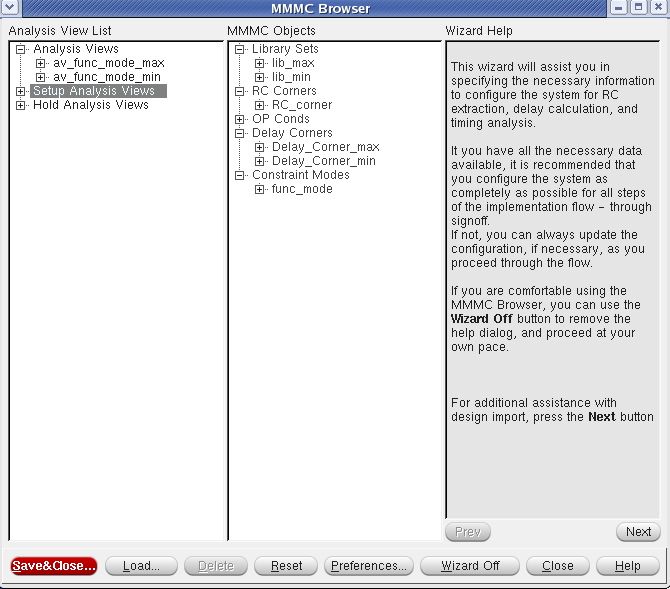 MMMC Browser
Analysis View List
Analysis Views
av_func_mode_max
av_func_mode_min
Setup Analysis Views
Hold Analysis Views
MMMC Objects
Library Sets
lib_max
lib_min
RC Corners
RC_corner
OP Conds
Delay Corners
Delay_Corner_max
Delay_Corner_min
Constraint Modes
func_mode
Wizard Help
This wizard will assist you in
specifying the necessary information
to configure the system for RC
extraction, delay calculation, and
timing analysis.
It you have all the necessary data
available, it is recommended that
you configure the system as
completely as possible for all steps
of the implementation flow - through
signoff.
If not, you can always update the
configuration, if necessary, as you
proceed through the flow.
If you are comfortable using the
MMMC Browser, you can use the
Wizard Off button to remove the
help dialog, and proceed at your
own pace.
For additional assistance with
design import, press the Next button
Prev Next
Save&Close... Load... Delete Reset Preferences... Wizard Off Close Help